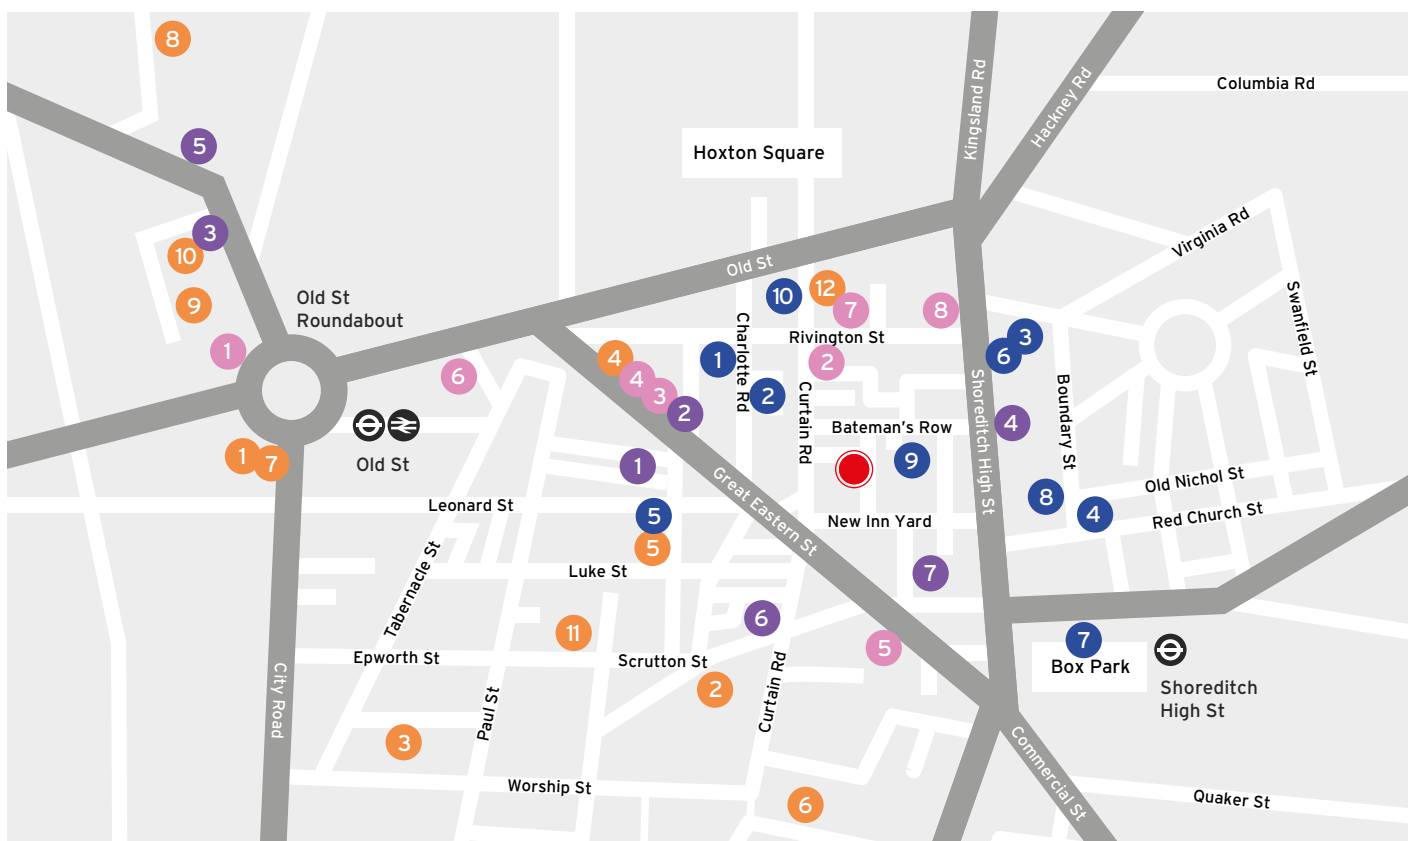 8
Columbia Rd
Kingsland Rd
Hackney Rd
5
Hoxton Square
3
10
Virginia Rd
Old St
9
Old St
Roundabout
10
12
7
8
Swanfield St
1
Charlotte Rd
Rivington St
3
6
4
1
2
6
4
3
2
2
Curtain Rd
Shoreditch High St
Boundary St
Bateman's Row
4
Old St
1
7
1
Great Eastern St
9
Old Nichol St
8
4
Red Church St
Leonard St
5
New Inn Yard
5
Tabernacle St
Luke St
7
6
11
5
7
Epworth St
Scrutton St
Box Park
City Road
2
Curtain Rd
Shoreditch
High St
Paul St
3
Commercial St
Worship St
6
Quaker St